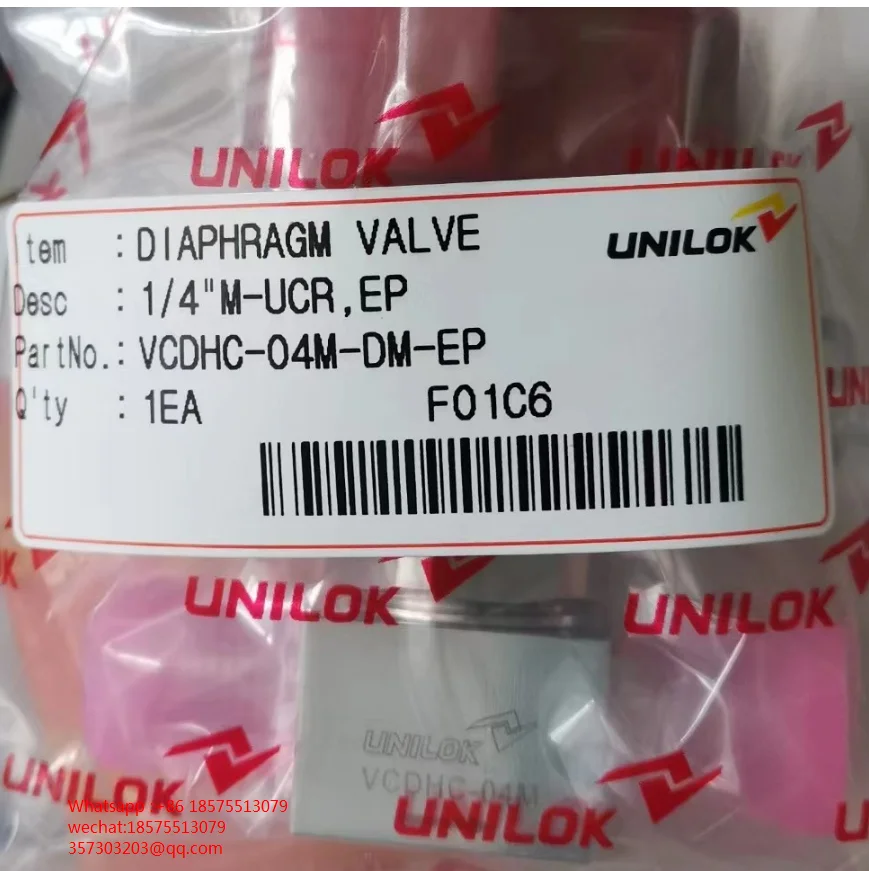 UNILOK
UNIL
Item : DIAPHRAGM VALVE
UNILOK
Desc : 1/4"M-UCR,EP
PartNo.: VCDHC-04M-DM-EP
Q'ty : 1EA F01C6
UNILOK
UNILOK
UNILOK
UNILOK
VCDHC-04M
UNILOK
Whatsapp :+86 18575513079
wechat:18575513079
357303203@qq.com